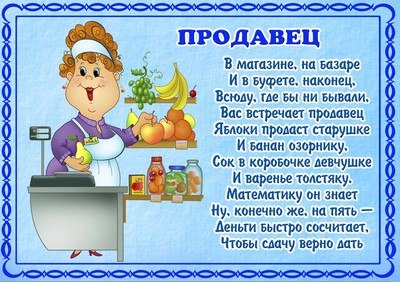 ПРОДАВЕЦ
В магазине, на базаре
И в буфете, наконец,
Всюду, где бы ни бывали,
Вас встречает продавец
Яблоки продаст старушке
И банан озорнику,
Сок в коробочке девчушке
И варенье толстяку.
Математику он знает
Ну, конечно же, на пять —
Деньги быстро сосчитает,
Чтобы сдачу верно дать